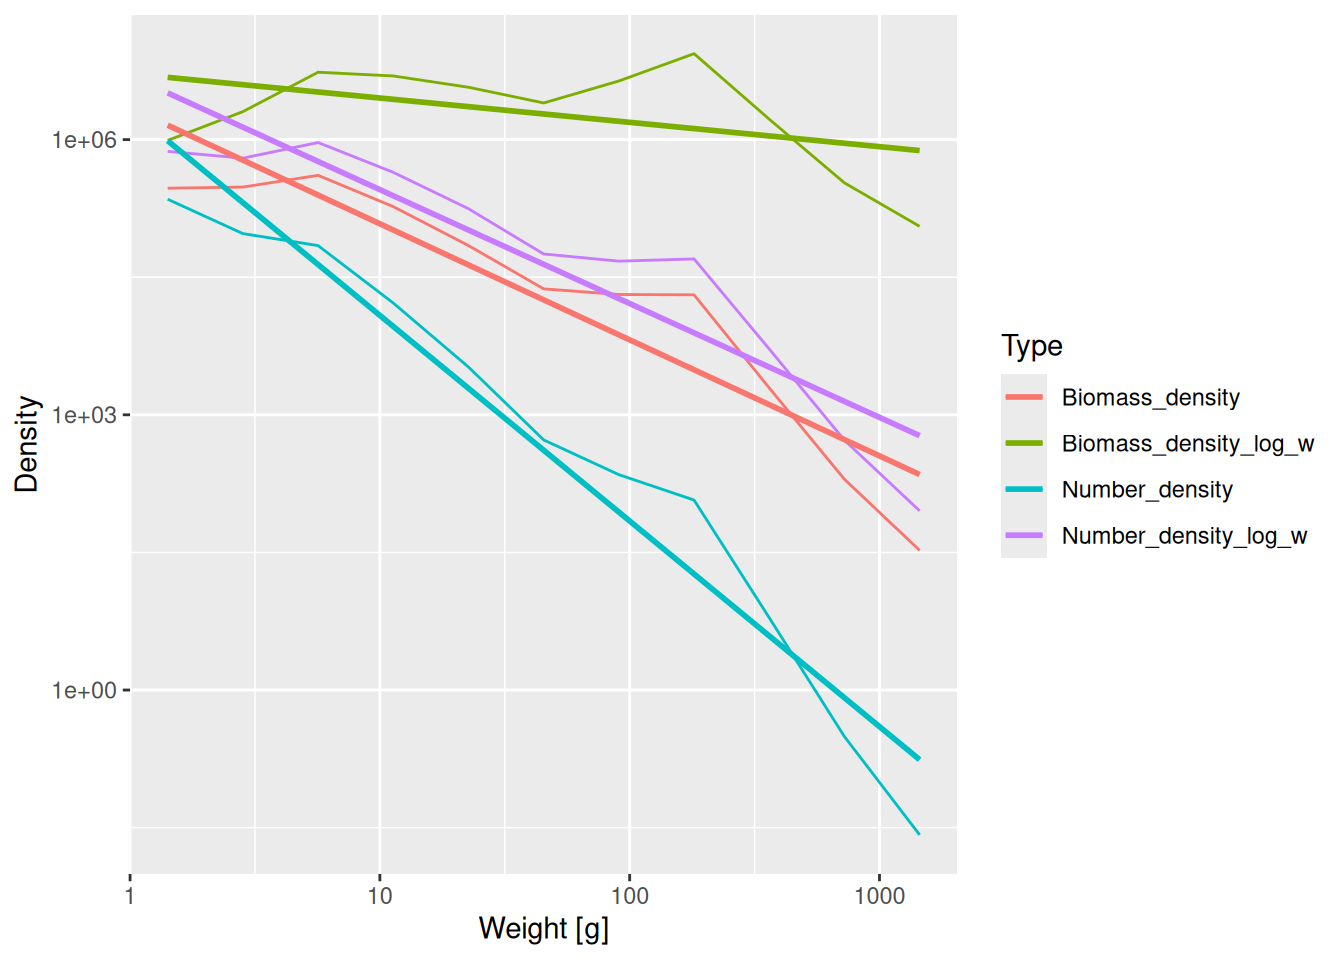 1e+06
1e+03
1e+00
Density
1
10
100
1000
Weight [g]
Type
Biomass_density
Biomass_density_log_w
Number_density
Number_density_log_w